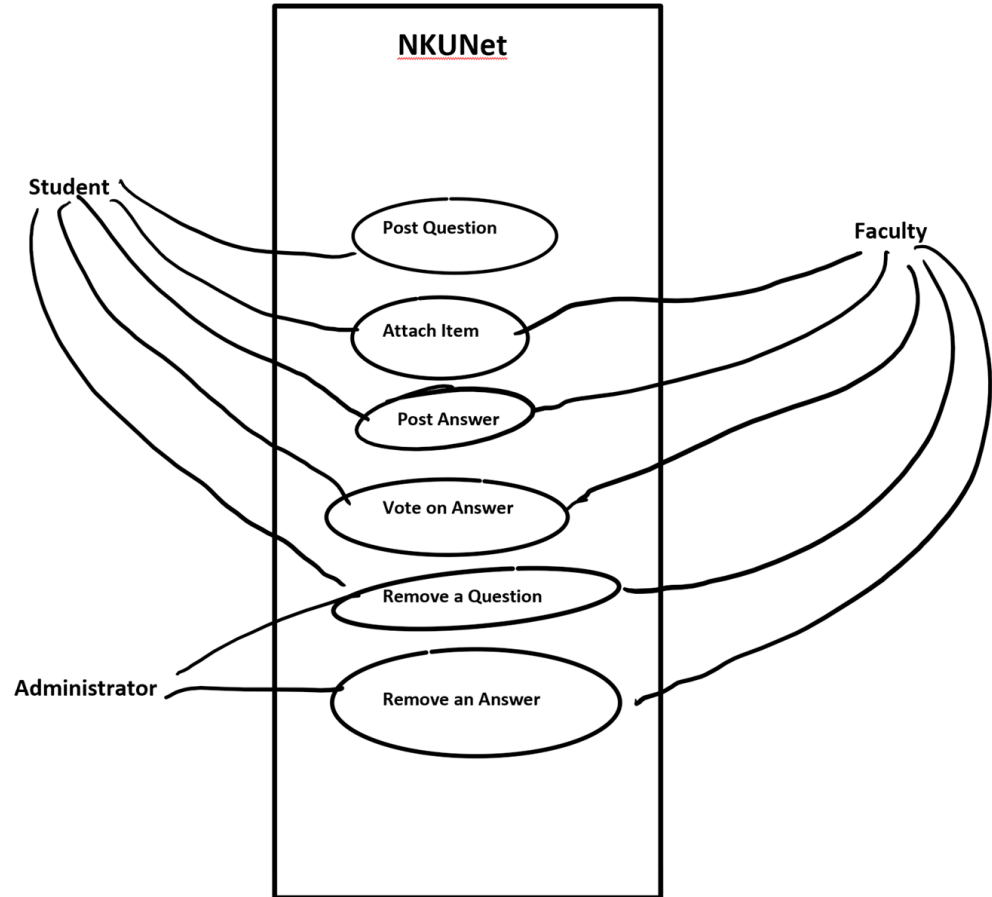 NKUNet
Student
Post Question
Faculty
Attach Item
Post Answer
Vote on Answer
Remove a Question
Administrator
Remove an Answer